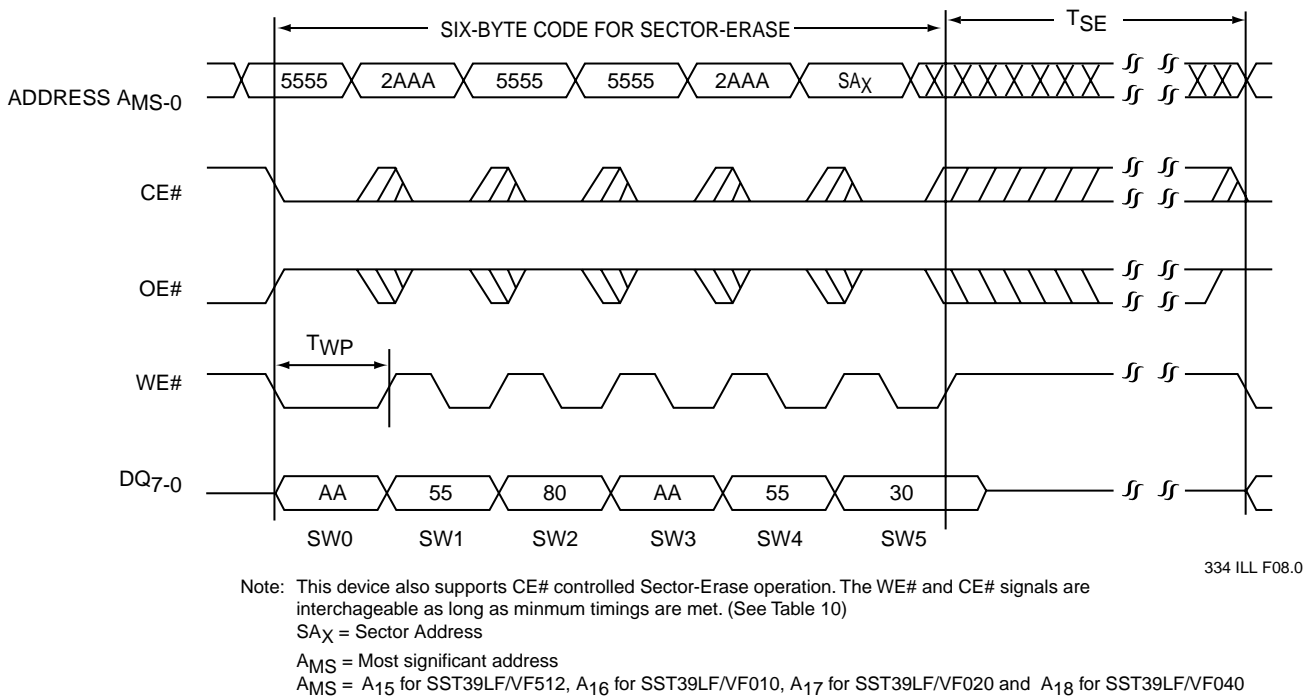 SIX-BYTE CODE FOR SECTOR-ERASE TSE
ADDRESS AMS-0 5555 2AAA 5555 5555 2AAA SAX
CE#
OE#
TWP
WE#
DQ7-0 AA 55 80 AA 55 30
SW0 SW1 SW2 SW3 SW4 SW5
334 ILL F08.0
Note: This device also supports CE# controlled Sector-Erase operation. The WE# and CE# signals are
interchageable as long as minmum timings are met. (See Table 10)
SAX = Sector Address
AMS = Most significant address
AMS = A15 for SST39LF/VF512, A16 for SST39LF/VF010, A17 for SST39LF/VF020 and A18 for SST39LF/VF040